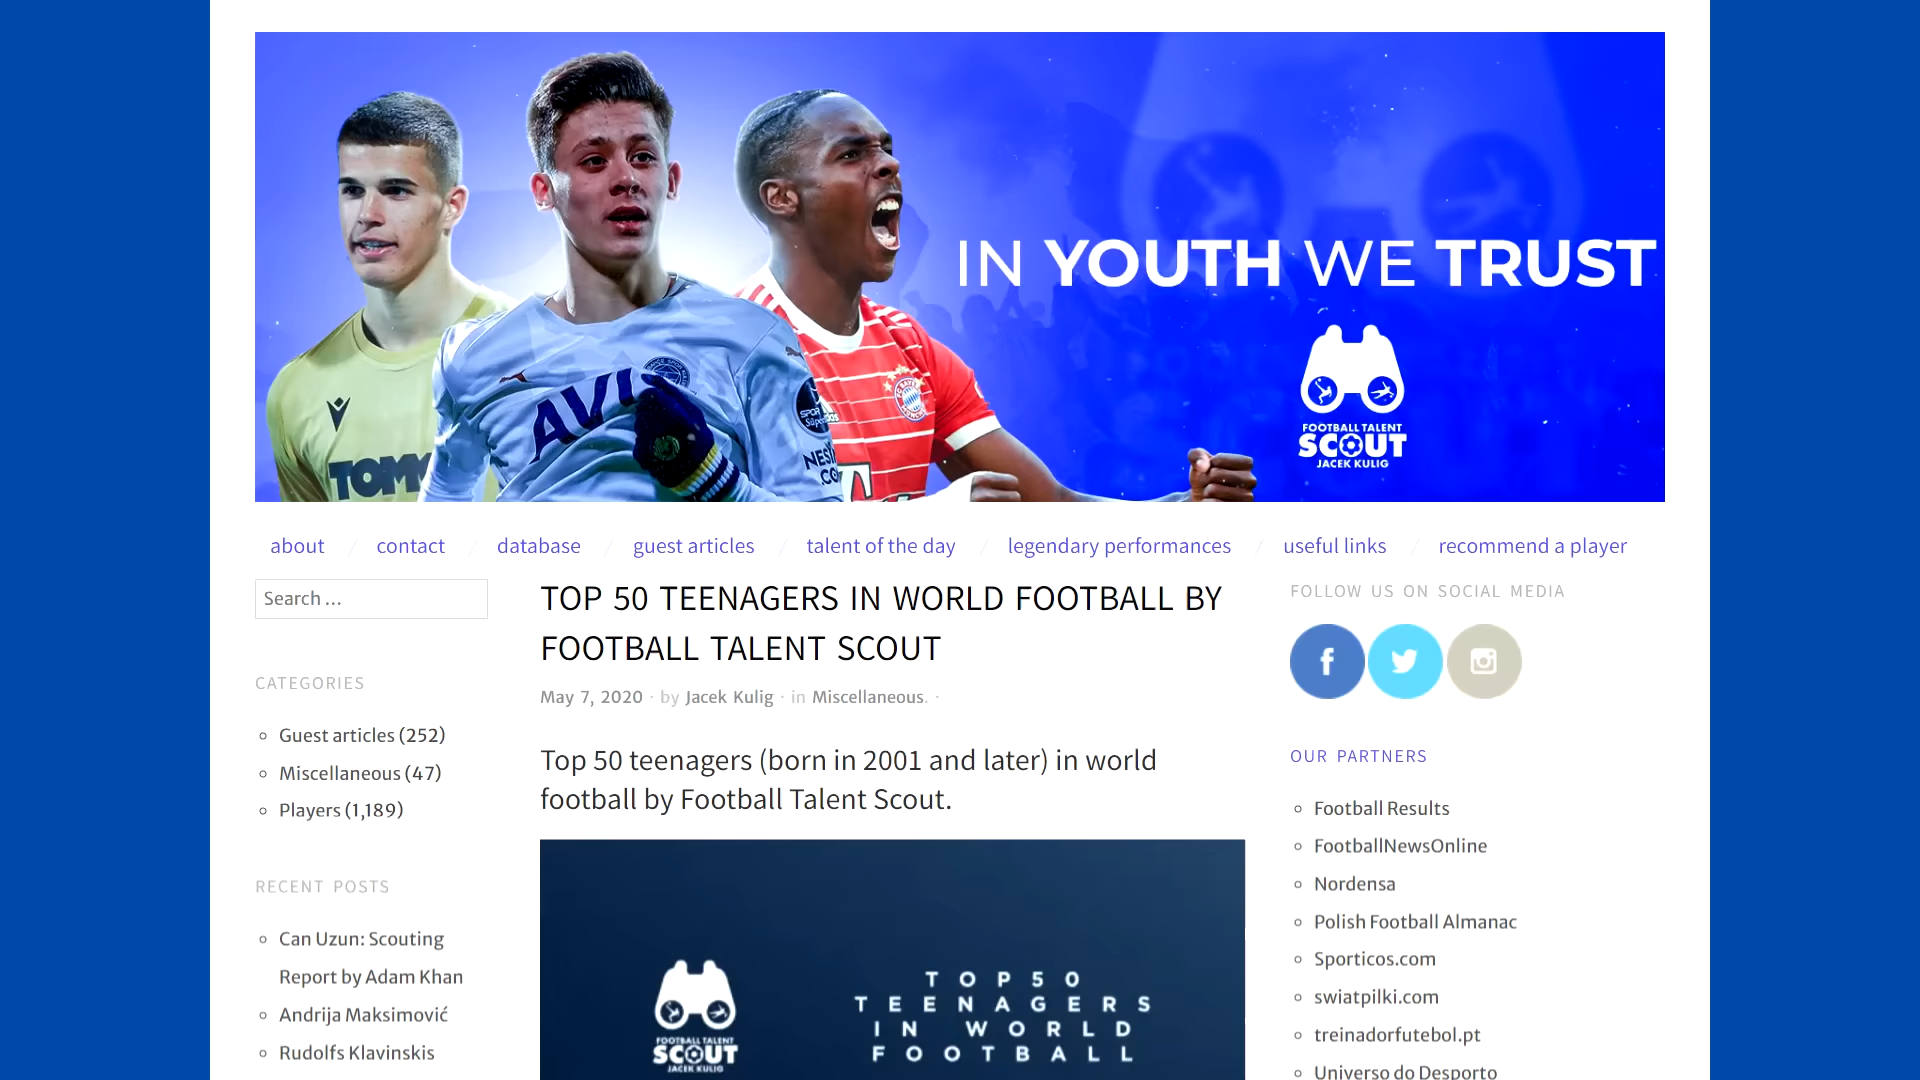 IN YOUTH WE TRUST
FOOTBALL TALENT
SCOUT
JACEK KULIG
AVIS
TOMM
NESİ
.CO
about / contact / database / guest articles / talent of the day / legendary performances / useful links / recommend a player
Search …
CATEGORIES
Guest articles (252)
Miscellaneous (47)
Players (1,189)
RECENT POSTS
Can Uzun: Scouting
Report by Adam Khan
Andrija Maksimović
Rudolfs Klavinskis
TOP 50 TEENAGERS IN WORLD FOOTBALL BY
FOOTBALL TALENT SCOUT
May 7, 2020 · by Jacek Kulig · in Miscellaneous. ·
Top 50 teenagers (born in 2001 and later) in world
football by Football Talent Scout.
FOOTBALL TALENT
SCOUT
JACEK KULIG
TOP 50
TEENAGERS
IN WORLD
FOOTBALL
FOLLOW US ON SOCIAL MEDIA
OUR PARTNERS
Football Results
FootballNewsOnline
Nordensa
Polish Football Almanac
Sporticos.com
swiatpilki.com
treinadorfutebol.pt
Universo do Desporto